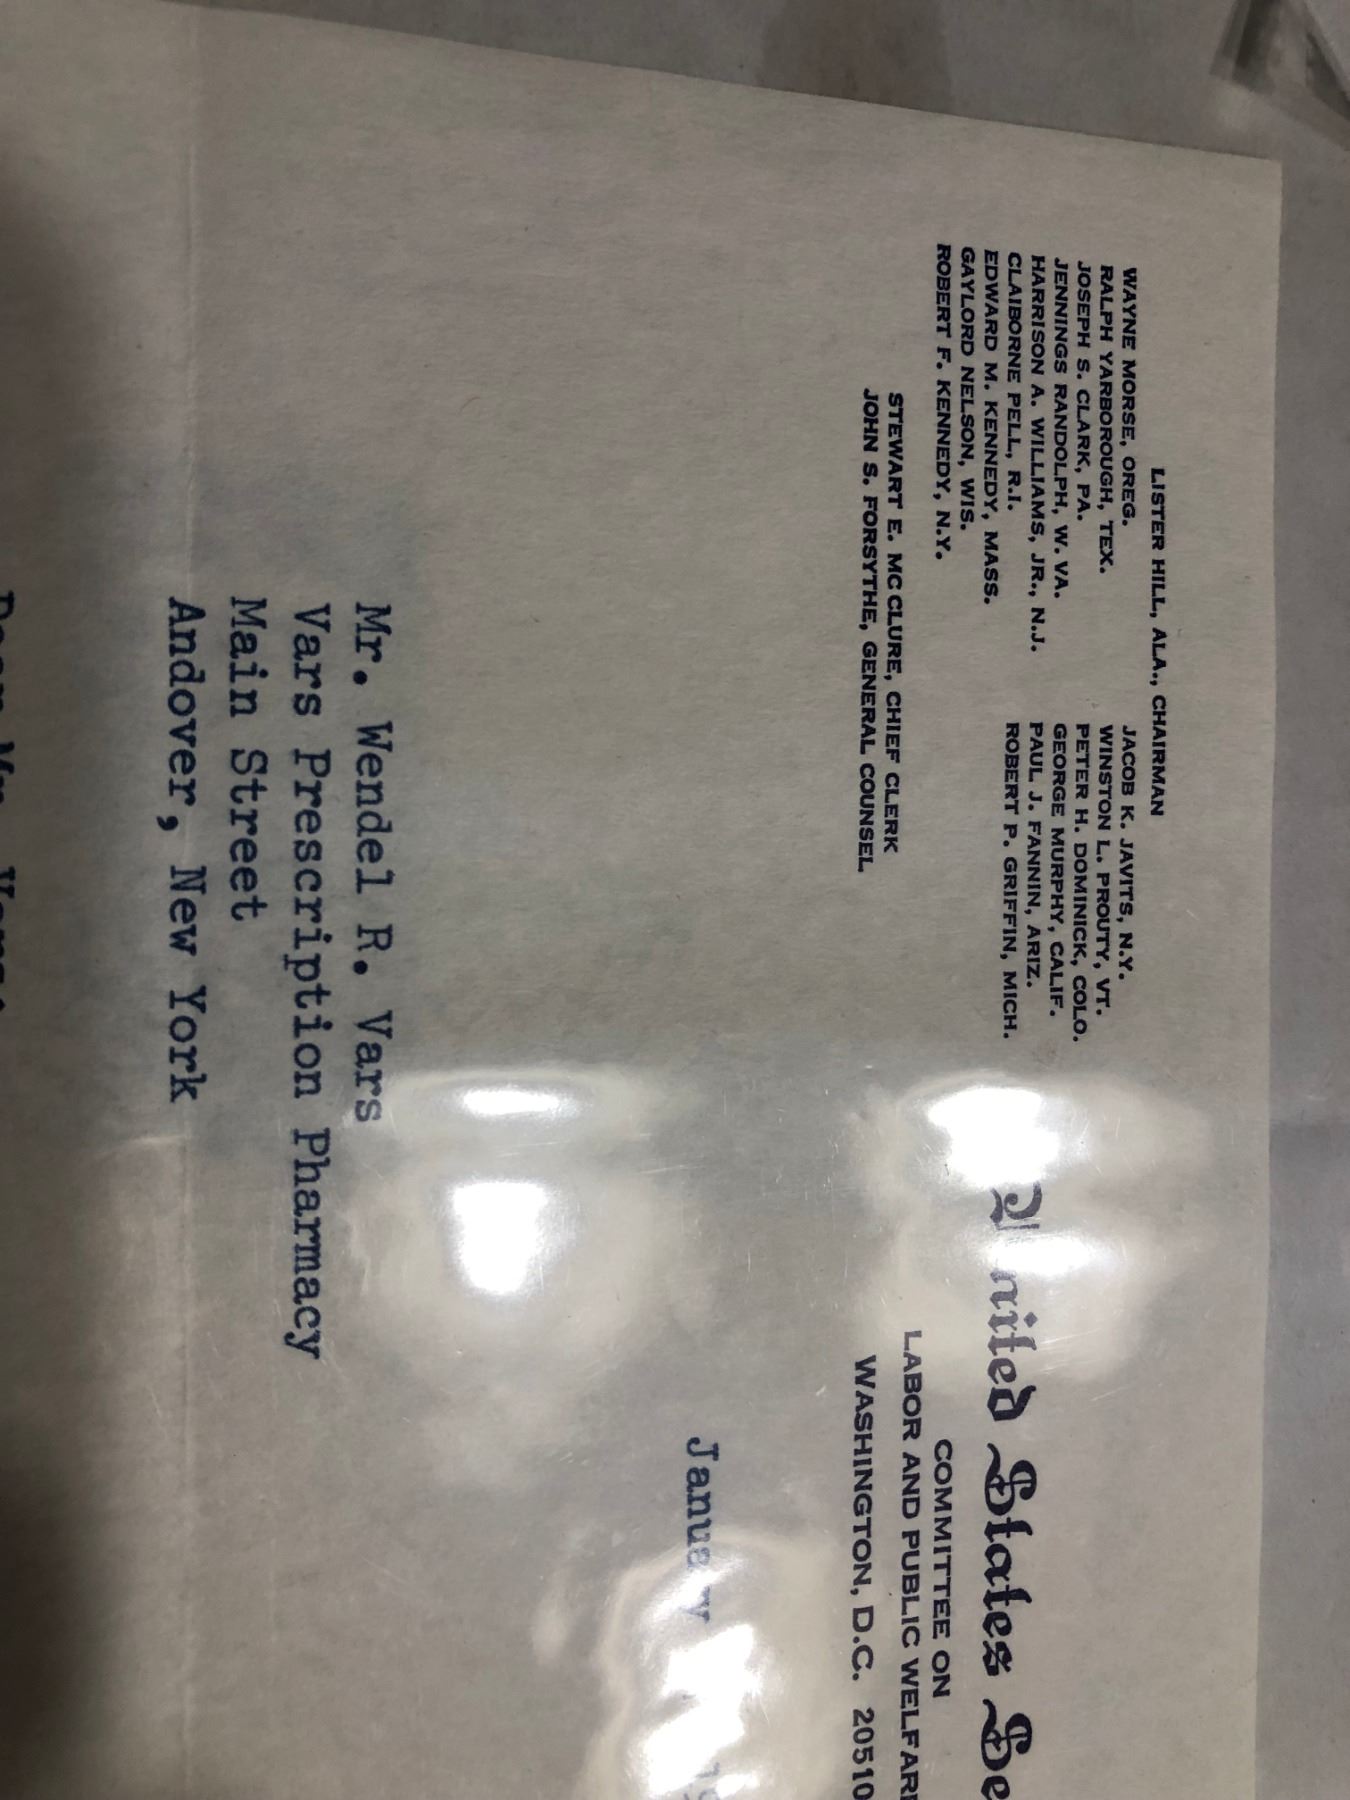 LISTER HILL, ALA., CHAIRMAN
WAYNE MORSE, OREG.
RALPH YARBOROUGH, TEX.
JOSEPH S. CLARK, PA.
JENNINGS RANDOLPH, W. VA.
HARRISON A. WILLIAMS, JR., N.J.
CLAIBORNE PELL, R.I.
EDWARD M. KENNEDY, MASS.
GAYLORD NELSON, WIS.
ROBERT F. KENNEDY, N.Y.
JACOB K. JAVITS, N.Y.
WINSTON L. PROUTY, VT.
PETER H. DOMINICK, COLO.
GEORGE MURPHY, CALIF.
PAUL J. FANNIN, ARIZ.
ROBERT P. GRIFFIN, MICH.
STEWART E. MCCLURE, CHIEF CLERK
JOHN S. FORSYTHE, GENERAL COUNSEL
United States Se
COMMITTEE ON
LABOR AND PUBLIC WELFARE
WASHINGTON, D.C. 20510
January
Mr. Wendel R. Vars
Vars Prescription Pharmacy
Main Street
Andover, New York